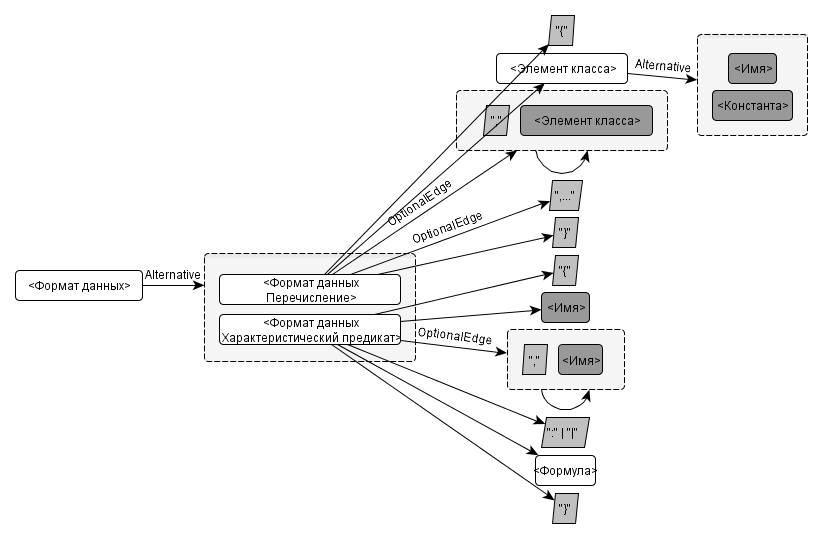 "{"
<Элемент класса>
Alternative
<Имя>
<Константа>
"," <Элемент класса>
OptionalEdge
",..."
OptionalEdge
"}"
<Формат данных>
Alternative
<Формат данных
Перечисление>
"{"
<Формат данных
Характеристический предикат>
<Имя>
OptionalEdge
"," <Имя>
":" | "|"
<Формула>
"}"